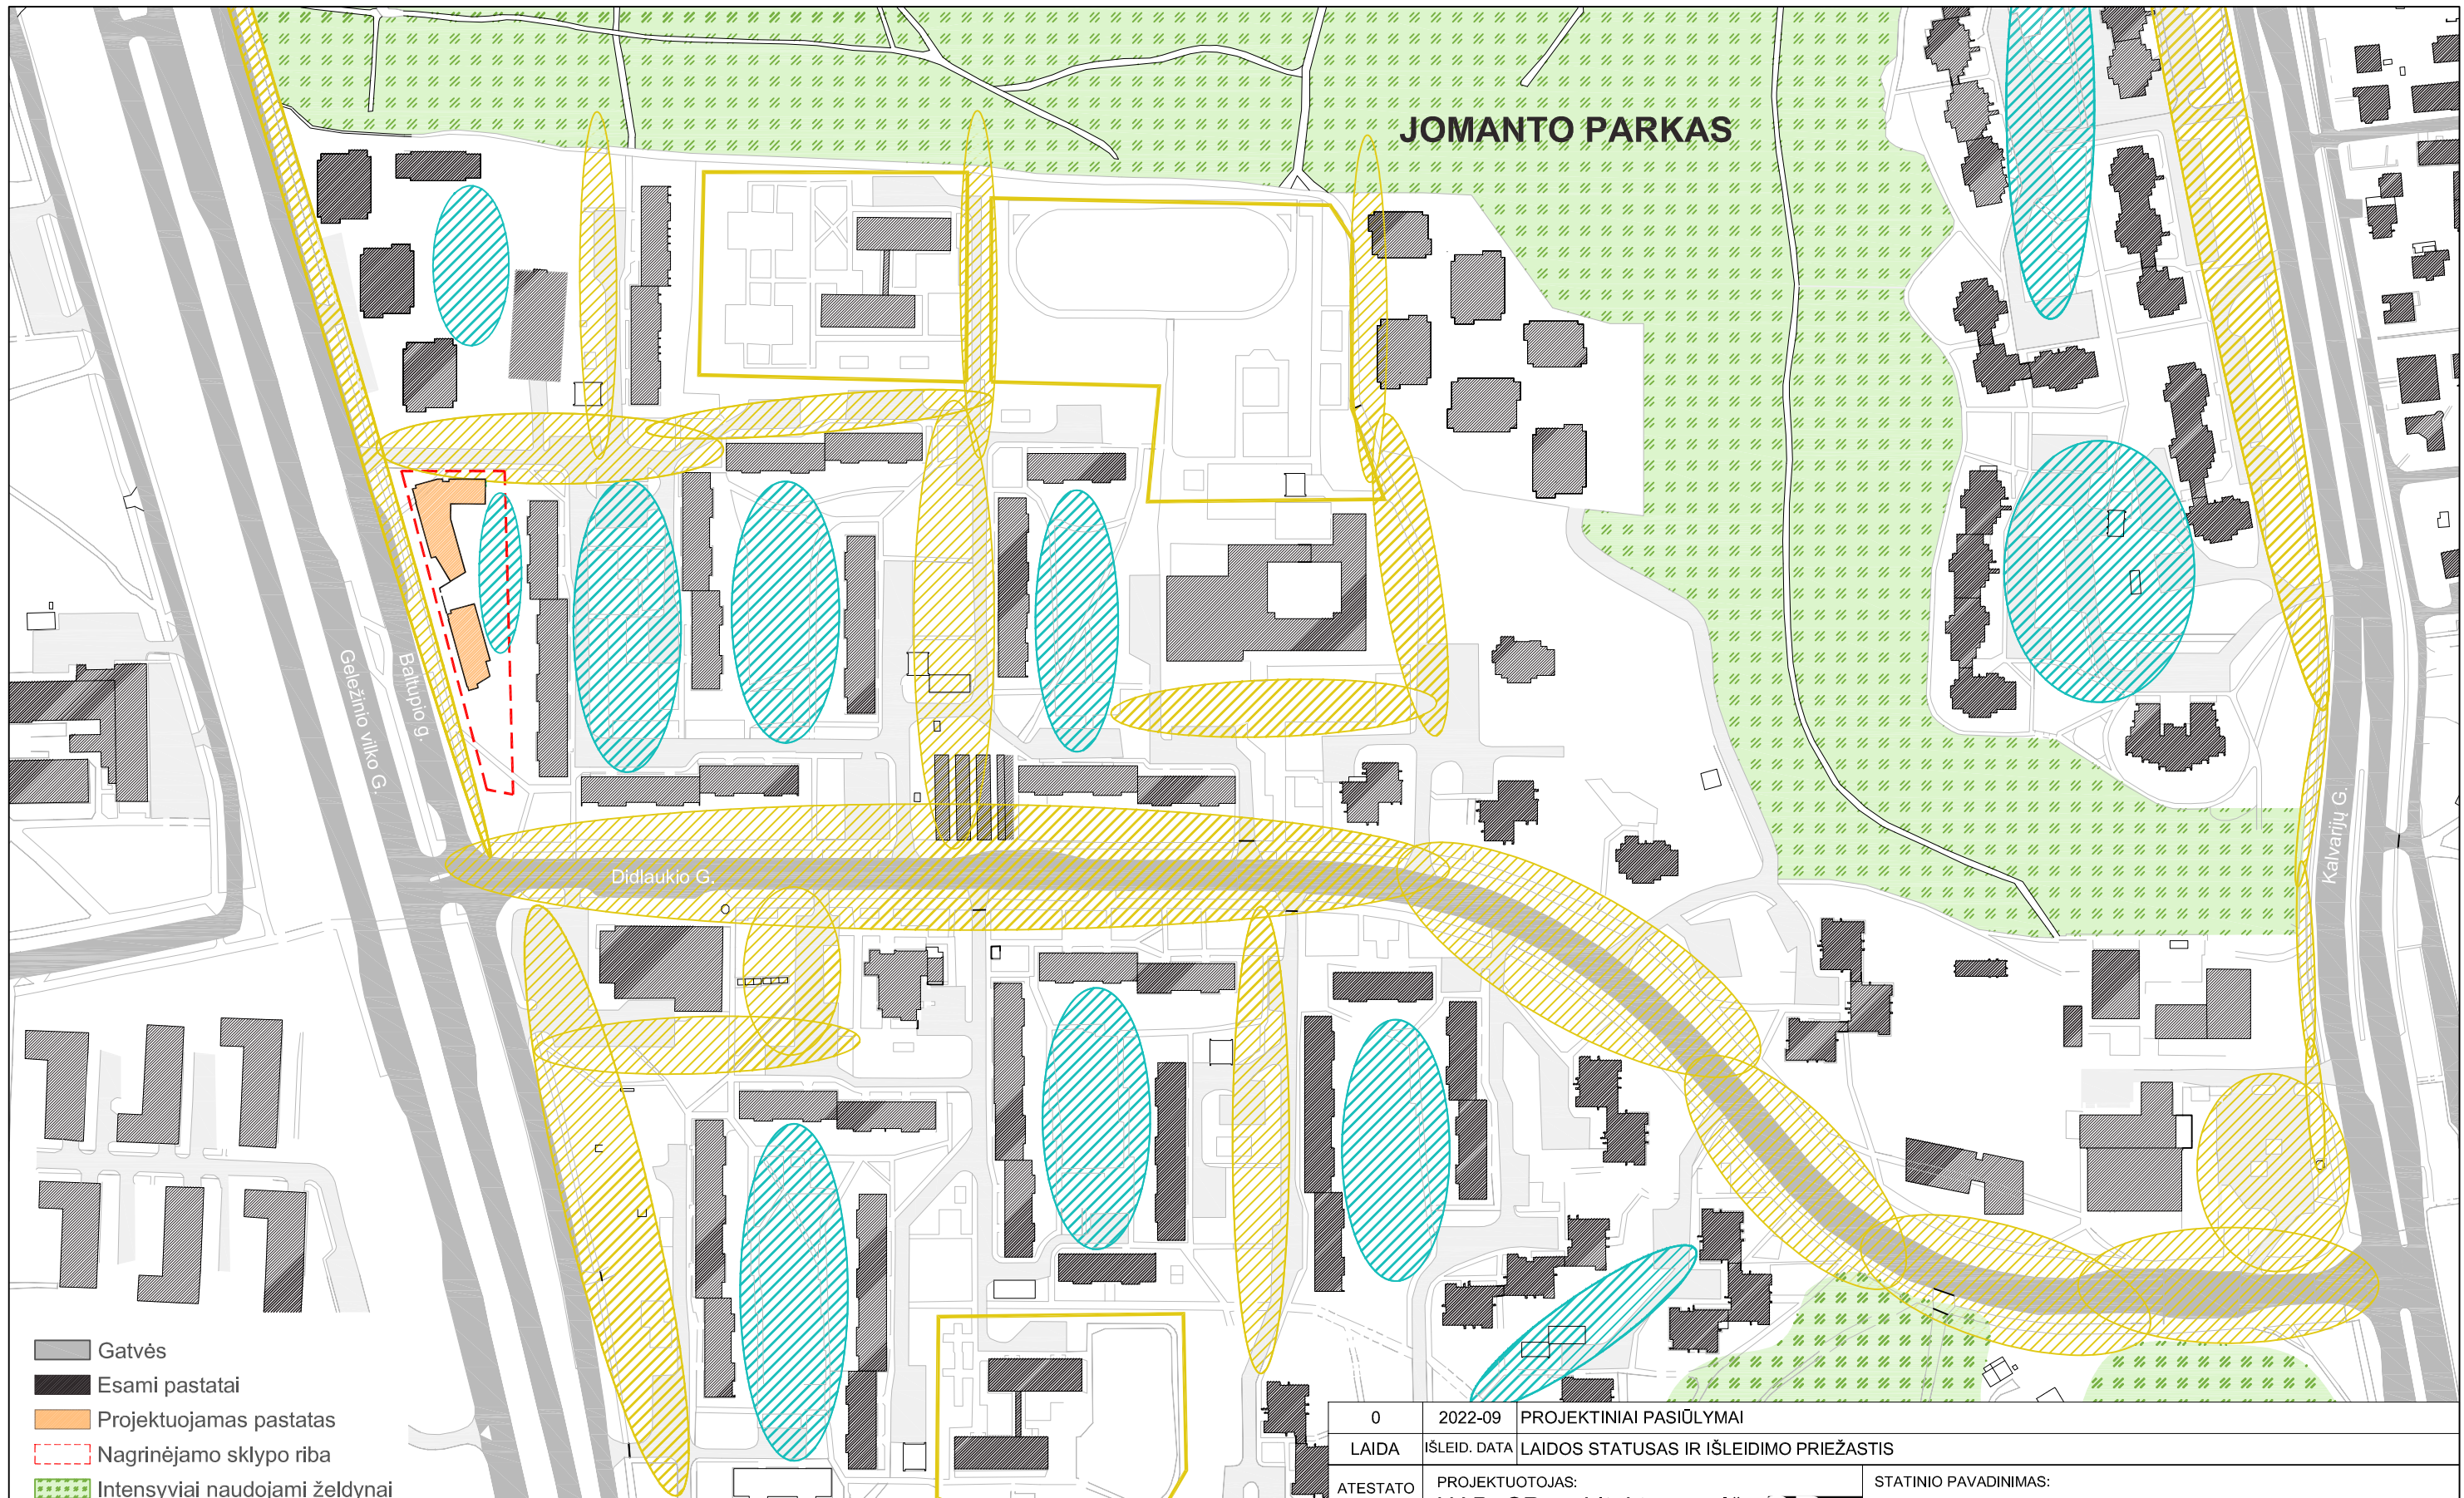 JOMANTO PARKAS
Geležinio vilko G.
Baltupio g.
Didlaukio G.
Kalvarijų G.
Gatvės
Esami pastatai
Projektuojamas pastatas
Nagrinėjamo sklypo riba
Intensyviai naudojami želdynai
0 2022-09 PROJEKTINIAI PASIŪLYMAI
LAIDA IŠLEID. DATA LAIDOS STATUSAS IR IŠLEIDIMO PRIEŽASTIS
ATESTATO PROJEKTUOTOJAS: STATINIO PAVADINIMAS: